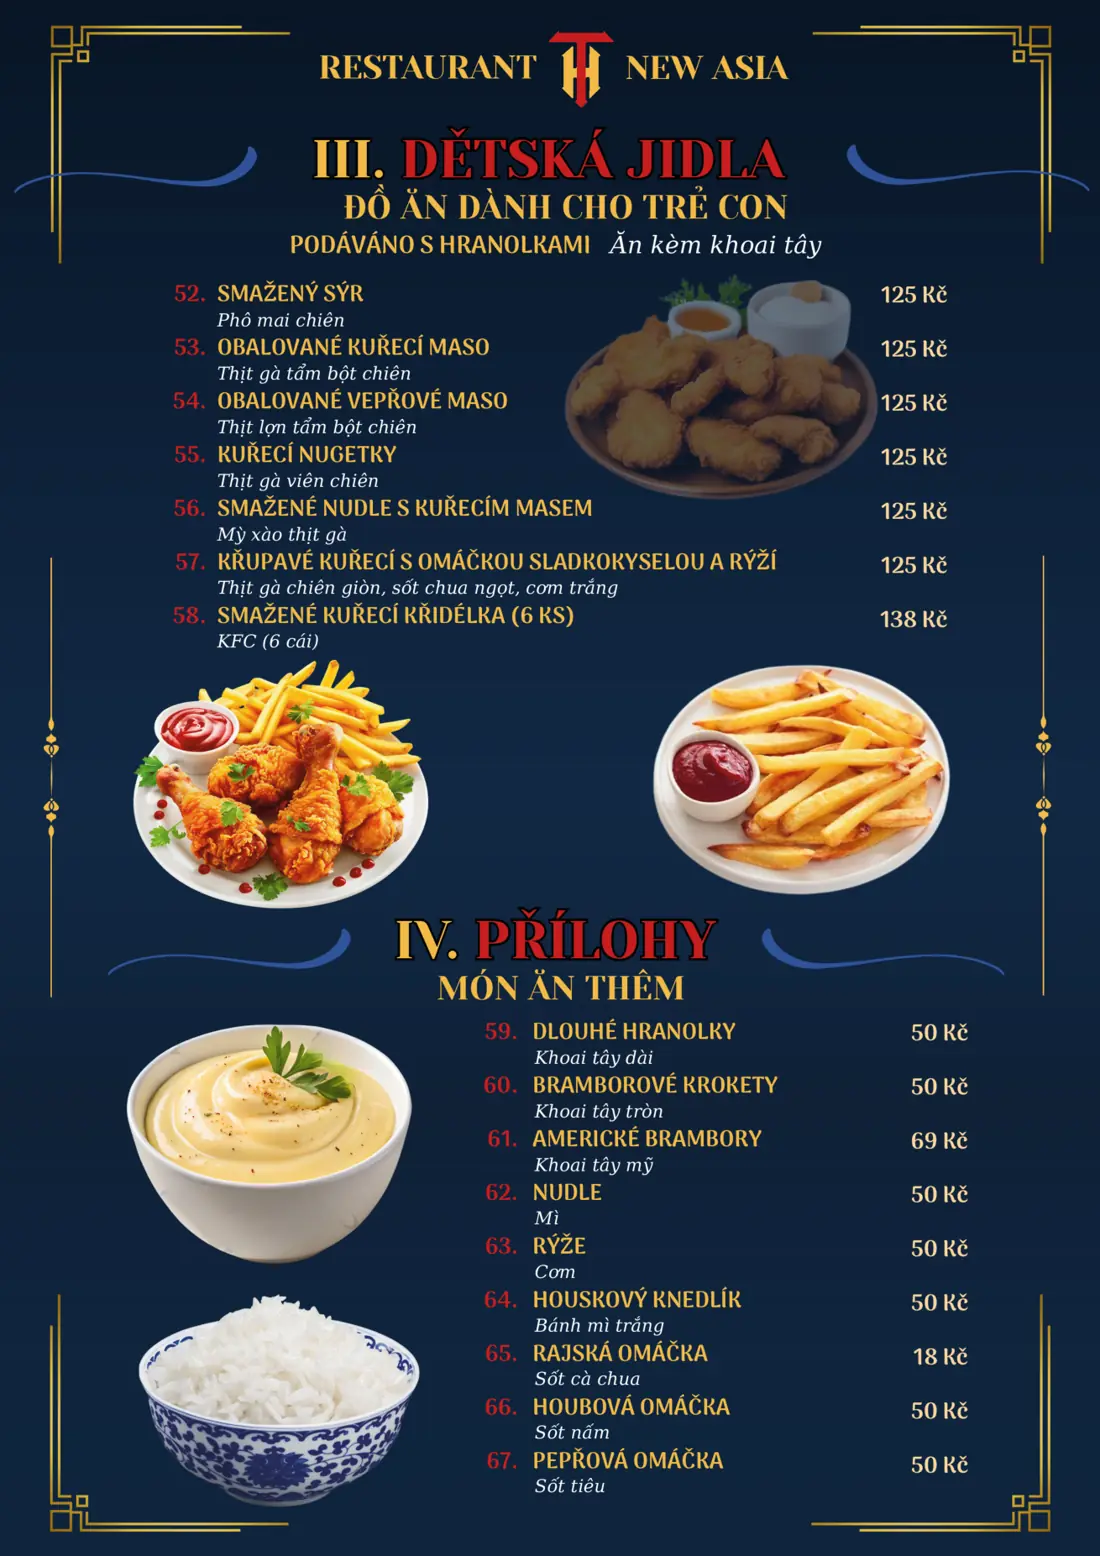 RESTAURANT TH NEW ASIA
III. DĚTSKÁ JIDLA
ĐỒ ĂN DÀNH CHO TRẺ CON
PODÁVÁNO S HRANOLKAMI Ăn kèm khoai tây
52. SMAŽENÝ SÝR 125 Kč
Phô mai chiên
53. OBALOVANÉ KUŘECÍ MASO 125 Kč
Thịt gà tẩm bột chiên
54. OBALOVANÉ VEPŘOVÉ MASO 125 Kč
Thịt lợn tẩm bột chiên
55. KUŘECÍ NUGETKY 125 Kč
Thịt gà viên chiên
56. SMAŽENÉ NUDLE S KUŘECÍM MASEM 125 Kč
Mỳ xào thịt gà
57. KŘUPAVÉ KUŘECÍ S OMÁČKOU SLADKOKYSELOU A RÝŽÍ 125 Kč
Thịt gà chiên giòn, sốt chua ngọt, cơm trắng
58. SMAŽENÉ KUŘECÍ KŘIDÉLKA (6 KS) 138 Kč
KFC (6 cái)
IV. PŘÍLOHY
MÓN ĂN THÊM
59. DLOUHÉ HRANOLKY 50 Kč
Khoai tây dài
60. BRAMBOROVÉ KROKETY 50 Kč
Khoai tây tròn
61. AMERICKÉ BRAMBORY 69 Kč
Khoai tây mỹ
62. NUDLE 50 Kč
Mì
63. RÝŽE 50 Kč
Cơm
64. HOUSKOVÝ KNEDLÍK 50 Kč
Bánh mì trắng
65. RAJSKÁ OMÁČKA 18 Kč
Sốt cà chua
66. HOUBOVÁ OMÁČKA 50 Kč
Sốt nấm
67. PEPŘOVÁ OMÁČKA 50 Kč
Sốt tiêu